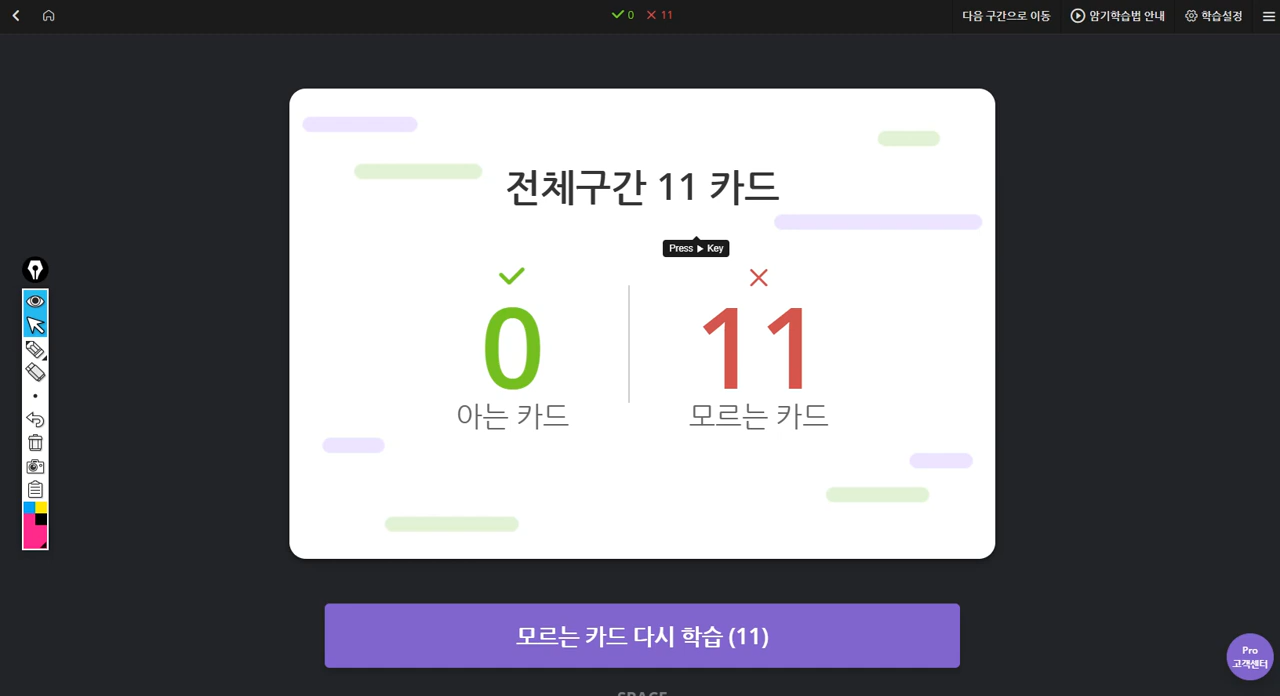 0 11 다음 구간으로 이동 암기학습법 안내 학습설정
전체구간 11 카드
Press ▶ Key
0 11
아는 카드 모르는 카드
모르는 카드 다시 학습 (11)
Pro
고객센터
SPACE